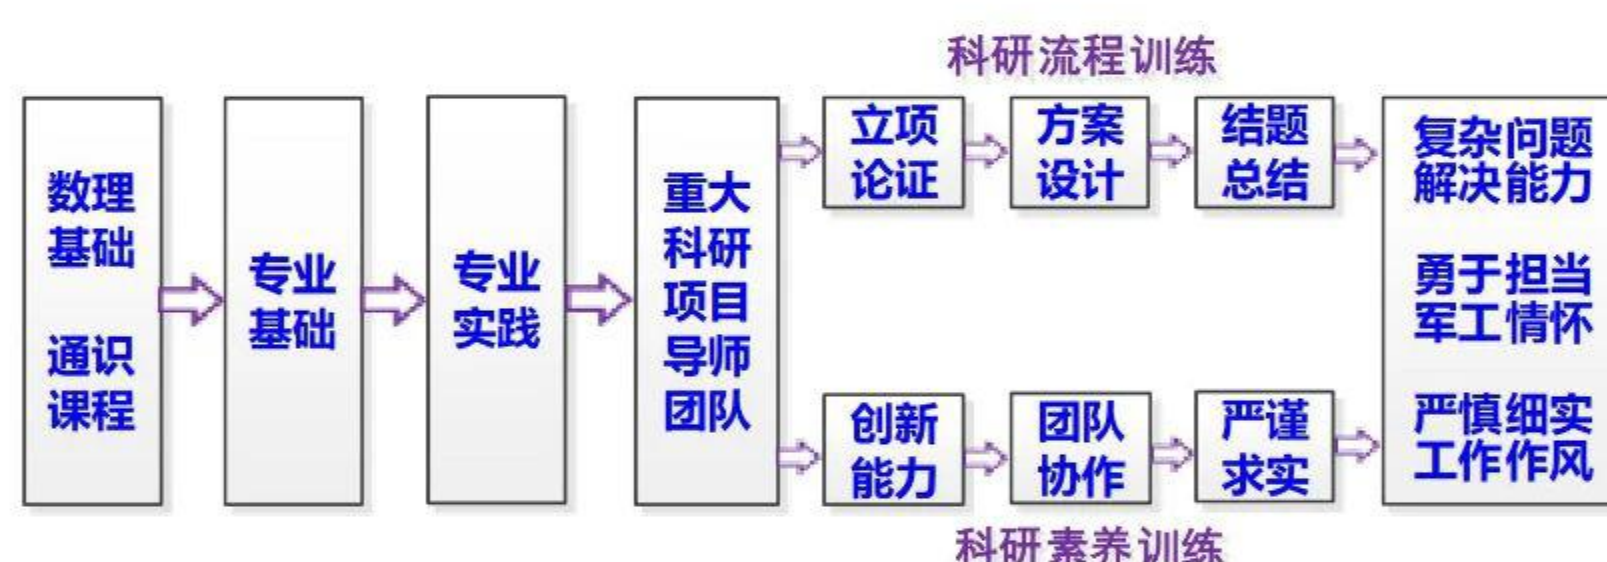 数理
基础
通识
课程
专业
基础
专业
实践
重大
科研
项目
导师
团队
科研流程训练
立项
论证
方案
设计
结题
总结
创新
能力
团队
协作
严谨
求实
科研素养训练
复杂问题
解决能力
勇于担当
军工情怀
严慎细实
工作作风